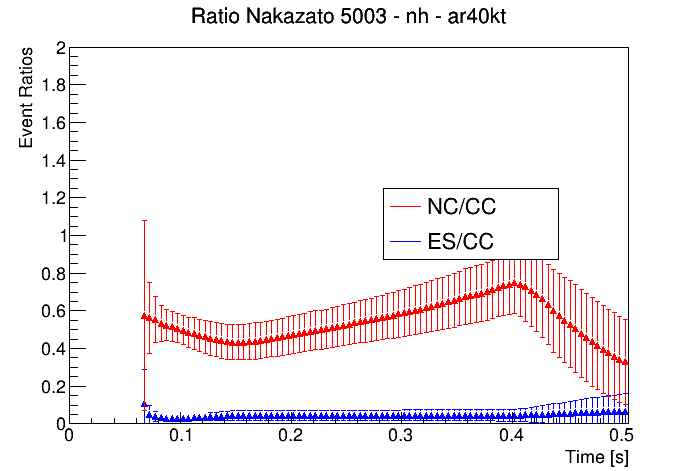 Ratio Nakazato 5003 - nh - ar40kt
Event Ratios
2
1.8
1.6
1.4
1.2
1
0.8
0.6
0.4
0.2
0
NC/CC
ES/CC
0 0.1 0.2 0.3 0.4 0.5
Time [s]